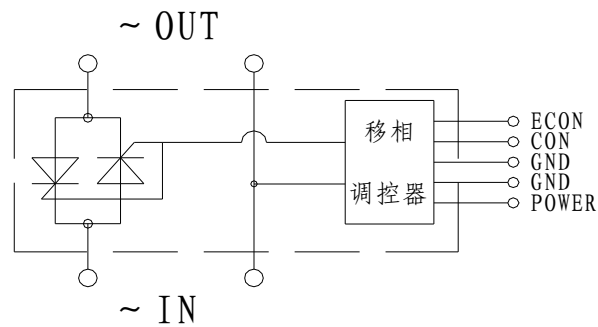 ~ OUT
移相
调控器
ECON
CON
GND
GND
POWER
~ IN